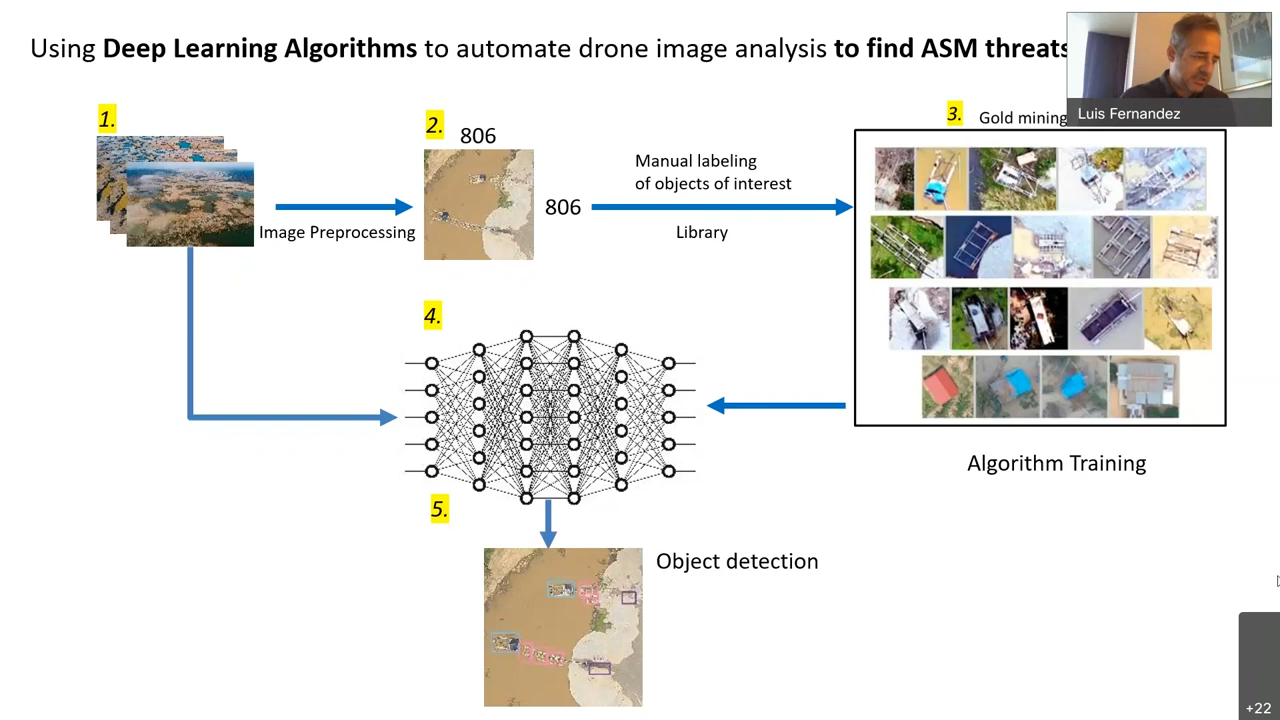 Using Deep Learning Algorithms to automate drone image analysis to find ASM threats
Luis Fernandez
1.
2.
806
3.
Gold mining
Manual labeling
of objects of interest
806
Image Preprocessing
Library
4.
Algorithm Training
5.
Object detection
+22